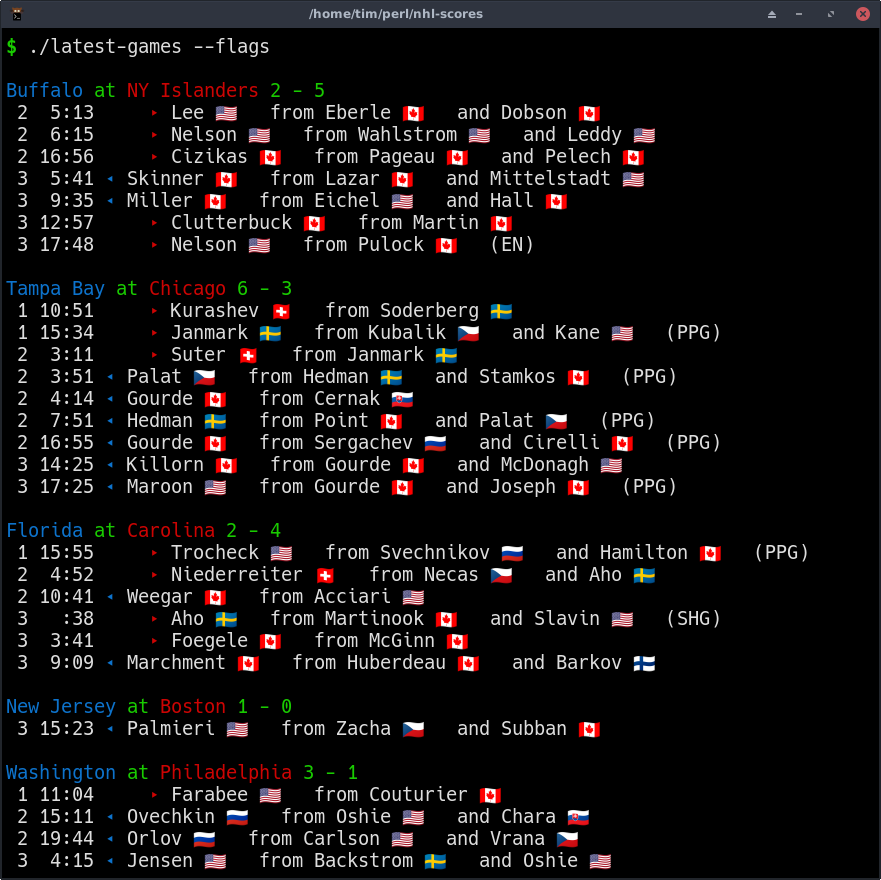 /home/tim/perl/nhl-scores
$ ./latest-games --flags
Buffalo at NY Islanders 2 - 5
2 5:13 ▸ Lee 🇺🇸 from Eberle 🇨🇦 and Dobson 🇨🇦
2 6:15 ▸ Nelson 🇺🇸 from Wahlstrom 🇺🇸 and Leddy 🇺🇸
2 16:56 ▸ Cizikas 🇨🇦 from Pageau 🇨🇦 and Pelech 🇨🇦
3 5:41 ◂ Skinner 🇨🇦 from Lazar 🇨🇦 and Mittelstadt 🇺🇸
3 9:35 ◂ Miller 🇨🇦 from Eichel 🇺🇸 and Hall 🇨🇦
3 12:57 ▸ Clutterbuck 🇨🇦 from Martin 🇨🇦
3 17:48 ▸ Nelson 🇺🇸 from Pulock 🇨🇦 (EN)
Tampa Bay at Chicago 6 - 3
1 10:51 ▸ Kurashev 🇨🇭 from Soderberg 🇸🇪
1 15:34 ▸ Janmark 🇸🇪 from Kubalik 🇨🇿 and Kane 🇺🇸 (PPG)
2 3:11 ▸ Suter 🇨🇭 from Janmark 🇸🇪
2 3:51 ◂ Palat 🇨🇿 from Hedman 🇸🇪 and Stamkos 🇨🇦 (PPG)
2 4:14 ◂ Gourde 🇨🇦 from Cernak 🇸🇰
2 7:51 ◂ Hedman 🇸🇪 from Point 🇨🇦 and Palat 🇨🇿 (PPG)
2 16:55 ◂ Gourde 🇨🇦 from Sergachev 🇷🇺 and Cirelli 🇨🇦 (PPG)
3 14:25 ◂ Killorn 🇨🇦 from Gourde 🇨🇦 and McDonagh 🇺🇸
3 17:25 ◂ Maroon 🇺🇸 from Gourde 🇨🇦 and Joseph 🇨🇦 (PPG)
Florida at Carolina 2 - 4
1 15:55 ▸ Trocheck 🇺🇸 from Svechnikov 🇷🇺 and Hamilton 🇨🇦 (PPG)
2 4:52 ▸ Niederreiter 🇨🇭 from Necas 🇨🇿 and Aho 🇸🇪
2 10:41 ◂ Weegar 🇨🇦 from Acciari 🇺🇸
3 :38 ▸ Aho 🇸🇪 from Martinook 🇨🇦 and Slavin 🇺🇸 (SHG)
3 3:41 ▸ Foegele 🇨🇦 from McGinn 🇨🇦
3 9:09 ◂ Marchment 🇨🇦 from Huberdeau 🇨🇦 and Barkov 🇫🇮
New Jersey at Boston 1 - 0
3 15:23 ◂ Palmieri 🇺🇸 from Zacha 🇨🇿 and Subban 🇨🇦
Washington at Philadelphia 3 - 1
1 11:04 ▸ Farabee 🇺🇸 from Couturier 🇨🇦
2 15:11 ◂ Ovechkin 🇷🇺 from Oshie 🇺🇸 and Chara 🇸🇰
2 19:44 ◂ Orlov 🇷🇺 from Carlson 🇺🇸 and Vrana 🇨🇿
3 4:15 ◂ Jensen 🇺🇸 from Backstrom 🇸🇪 and Oshie 🇺🇸